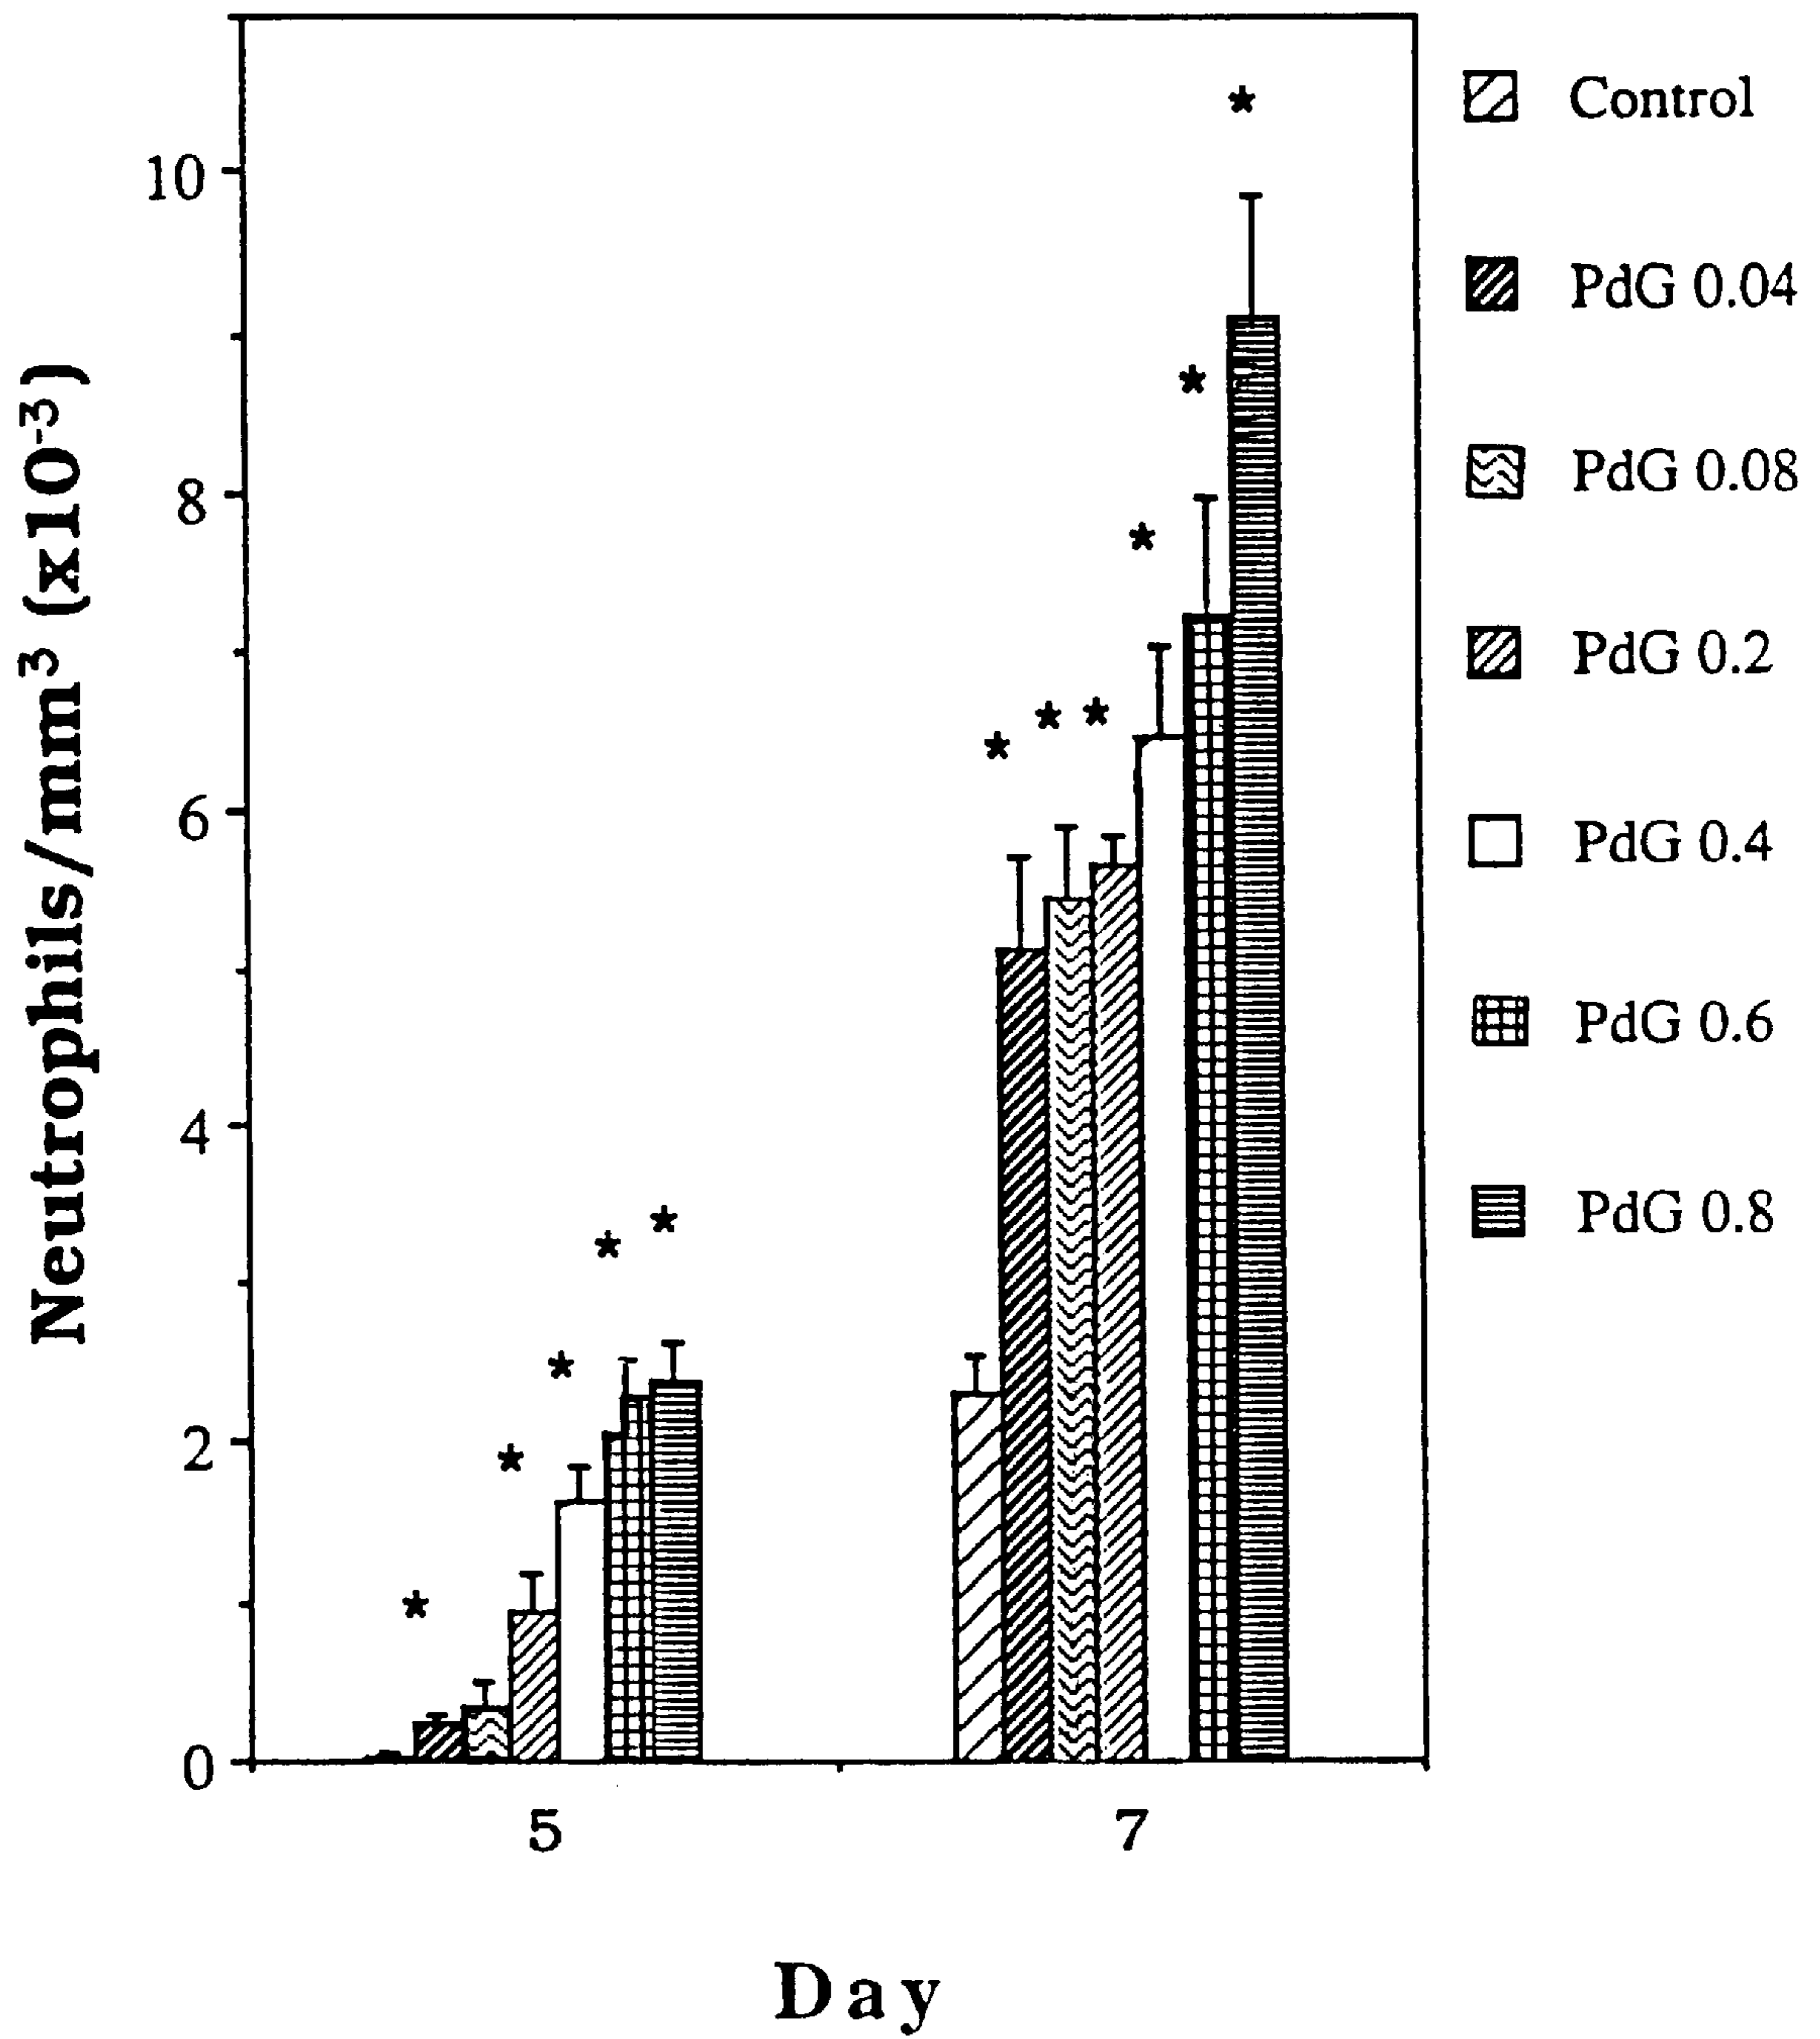 Neutrophils/mm³ (x10⁻³)
10
8
6
4
2
0
* * * * *
* * * * * *
5 7
Day
Control
PdG 0.04
PdG 0.08
PdG 0.2
PdG 0.4
PdG 0.6
PdG 0.8